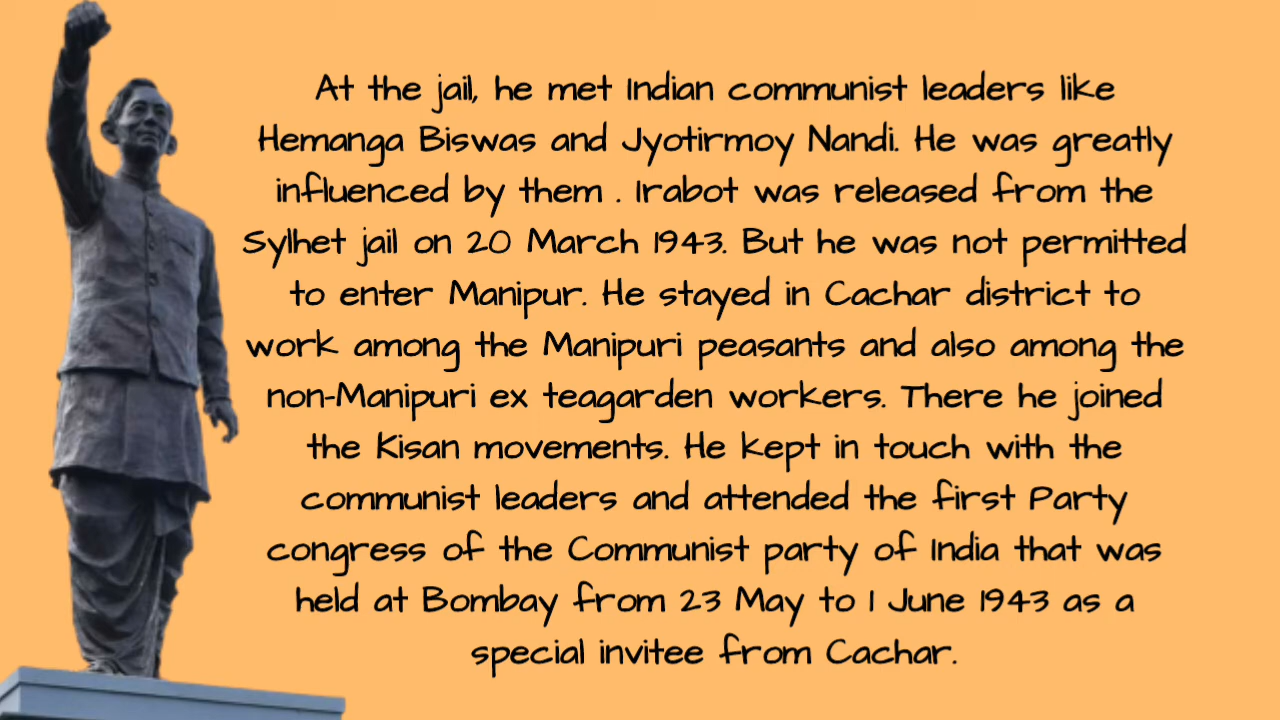 At the jail, he met Indian communist leaders like
Hemanga Biswas and Jyotirmoy Nandi. He was greatly
influenced by them . Irabot was released from the
Sylhet jail on 20 March 1943. But he was not permitted
to enter Manipur. He stayed in Cachar district to
work among the Manipuri peasants and also among the
non-Manipuri ex teagarden workers. There he joined
the Kisan movements. He kept in touch with the
communist leaders and attended the first Party
congress of the Communist party of India that was
held at Bombay from 23 May to 1 June 1943 as a
special invitee from Cachar.